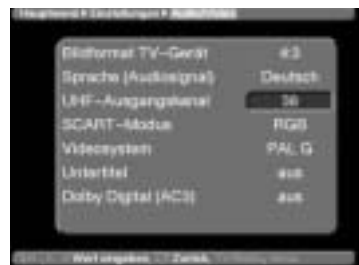 Hauptmenü Einstellungen Audio/Video
Bildformat TV-Gerät 4:3
Sprache (Audiosignal) Deutsch
UHF-Ausgangskanal 36
SCART-Modus RGB
Videosystem PAL G
Untertitel aus
Dolby Digital (AC3) aus
Wert eingeben, Zurück,